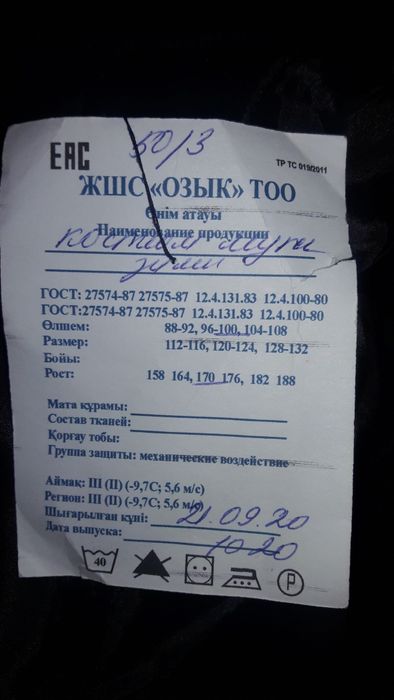 EAC
50/3
ТР ТС 019/2011
ЖШС «ОЗЫК» ТОО
Өнім атауы
Наименование продукции
костюм муж
зимн
ГОСТ: 27574-87 27575-87 12.4.131.83 12.4.100-80
ГОСТ:27574-87 27575-87 12.4.131.83 12.4.100-80
Өлшем: 88-92, 96-100, 104-108
Размер: 112-116, 120-124, 128-132
Бойы:
Рост: 158 164, 170 176, 182 188
Мата құрамы:
Состав тканей:
Қорғау тобы:
Группа защиты: механические воздействие
Аймақ: III (II) (-9,7С; 5,6 м/с)
Регион: III (II) (-9,7С; 5,6 м/с)
Шығарылған күні: 21.09.20
Дата выпуска: 1020
40
P